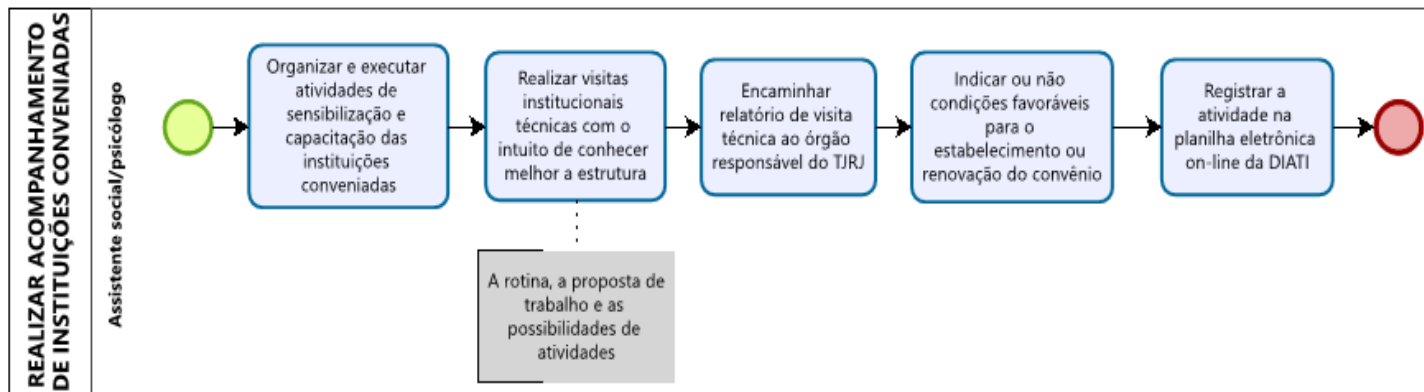 REALIZAR ACOMPANHAMENTO
DE INSTITUIÇÕES CONVENIADAS
Assistente social/psicólogo
Organizar e executar
atividades de
sensibilização e
capacitação das
instituições
conveniadas
Realizar visitas
institucionais
técnicas com o
intuito de conhecer
melhor a estrutura
Encaminhar
relatório de visita
técnica ao órgão
responsável do TJRJ
Indicar ou não
condições favoráveis
para o
estabelecimento ou
renovação do convênio
Registrar a
atividade na
planilha eletrônica
on-line da DIATI
A rotina, a proposta de
trabalho e as
possibilidades de
atividades